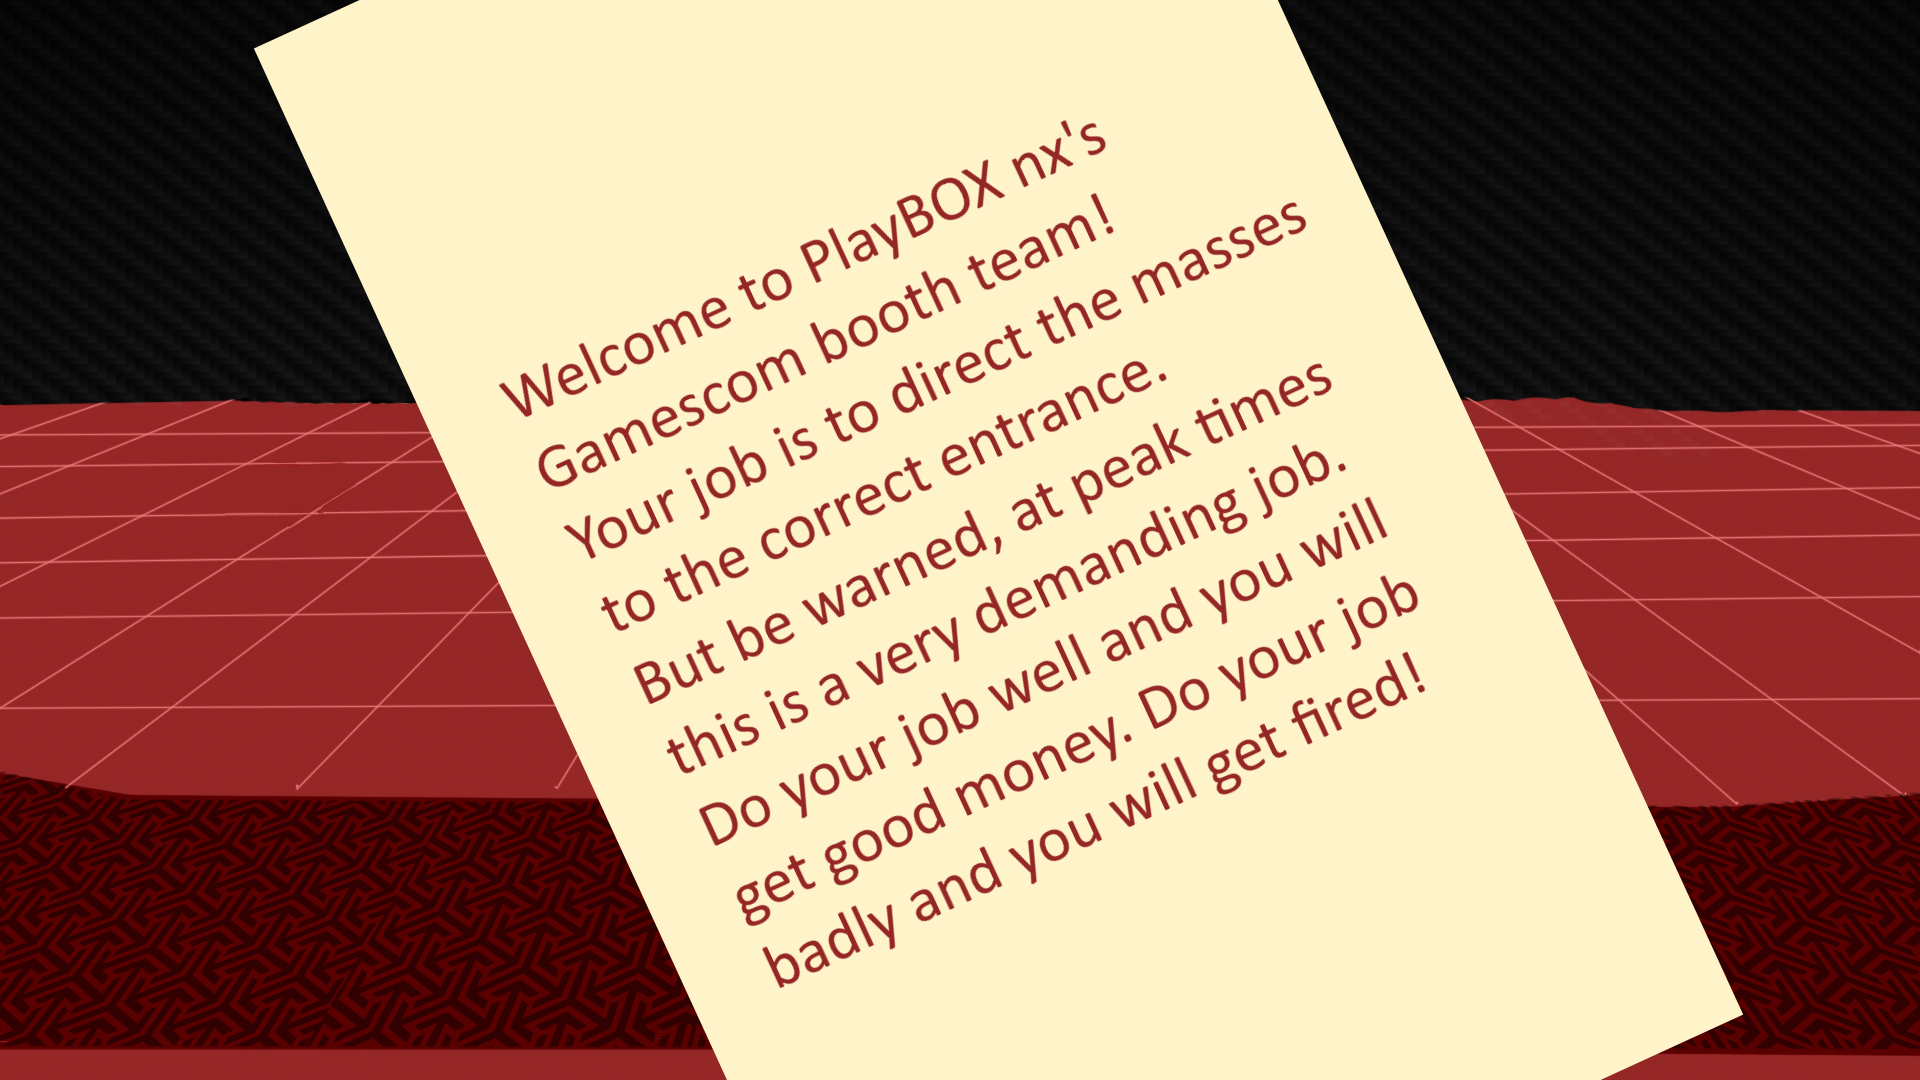 Welcome to PlayBOX nx's
Gamescom booth team!
Your job is to direct the masses
to the correct entrance.
But be warned, at peak times
this is a very demanding job.
Do your job well and you will
get good money. Do your job
badly and you will get fired!